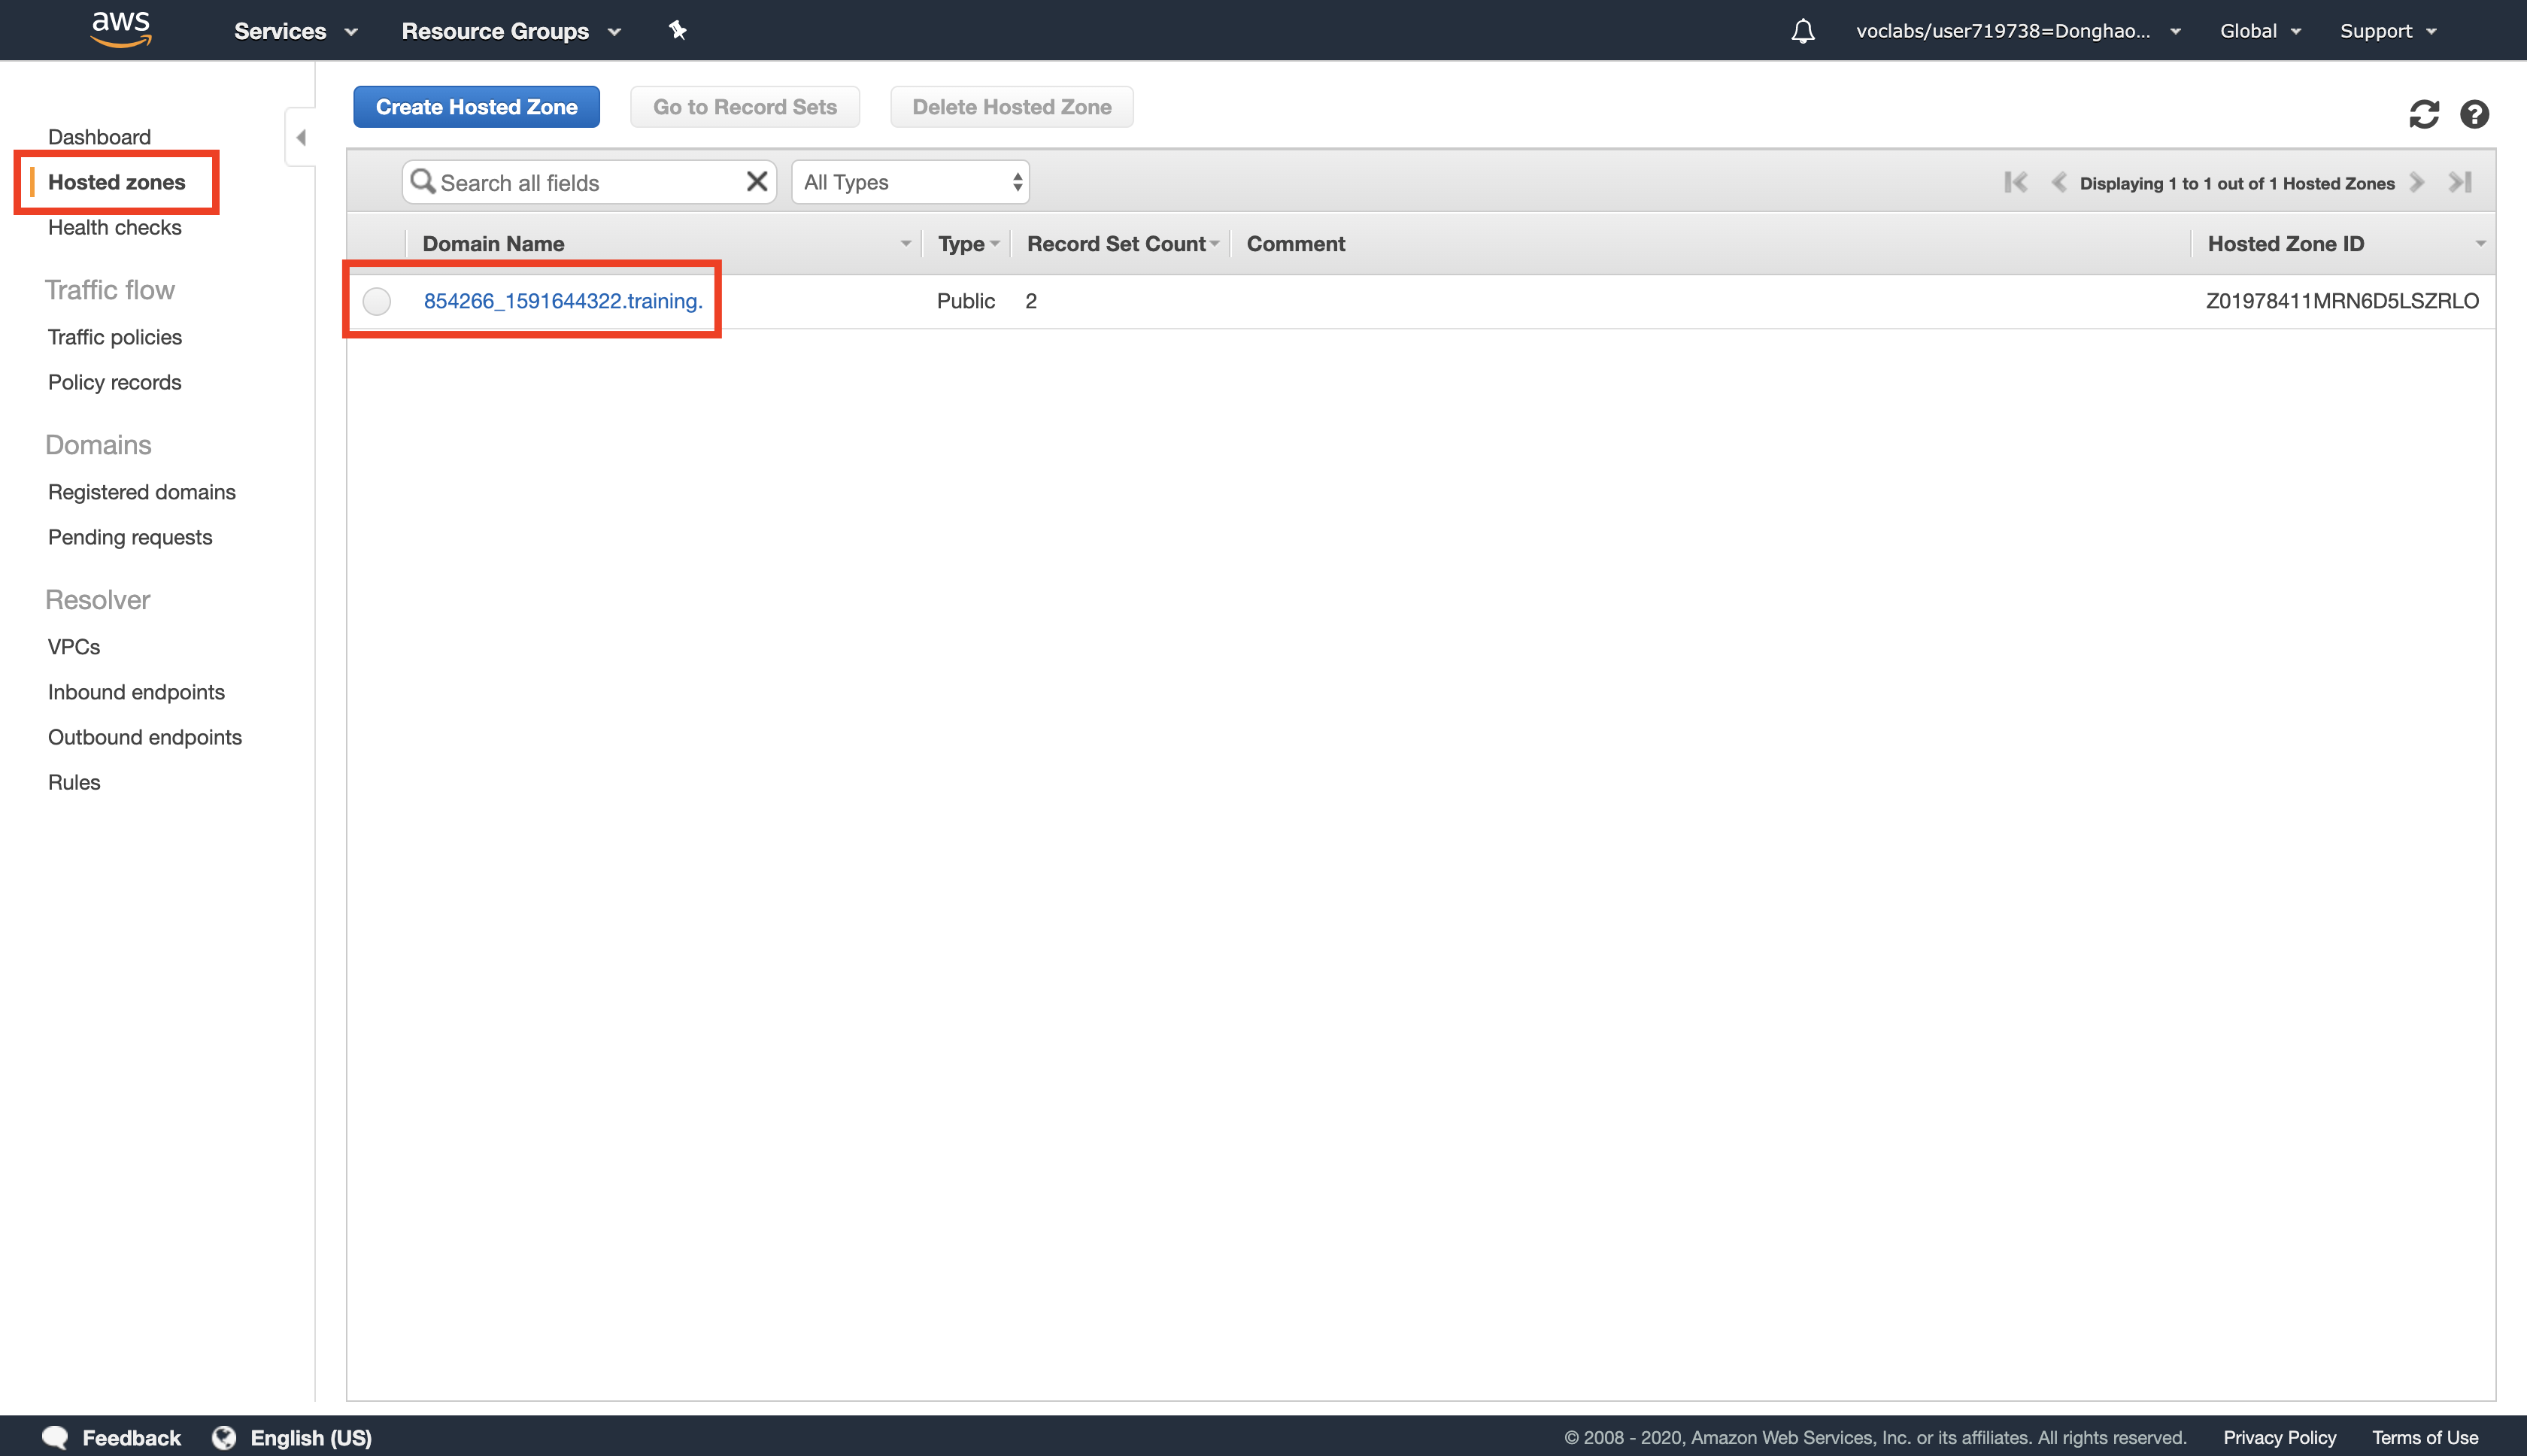 aws Services Resource Groups voclabs/user719738=Donghao... Global Support
Create Hosted Zone Go to Record Sets Delete Hosted Zone
Dashboard
Hosted zones
Health checks
Traffic flow
Traffic policies
Policy records
Domains
Registered domains
Pending requests
Resolver
VPCs
Inbound endpoints
Outbound endpoints
Rules
Search all fields All Types Displaying 1 to 1 out of 1 Hosted Zones
Domain Name Type Record Set Count Comment Hosted Zone ID
854266_1591644322.training. Public 2 Z01978411MRN6D5LSZRLO
Feedback English (US) © 2008 - 2020, Amazon Web Services, Inc. or its affiliates. All rights reserved. Privacy Policy Terms of Use